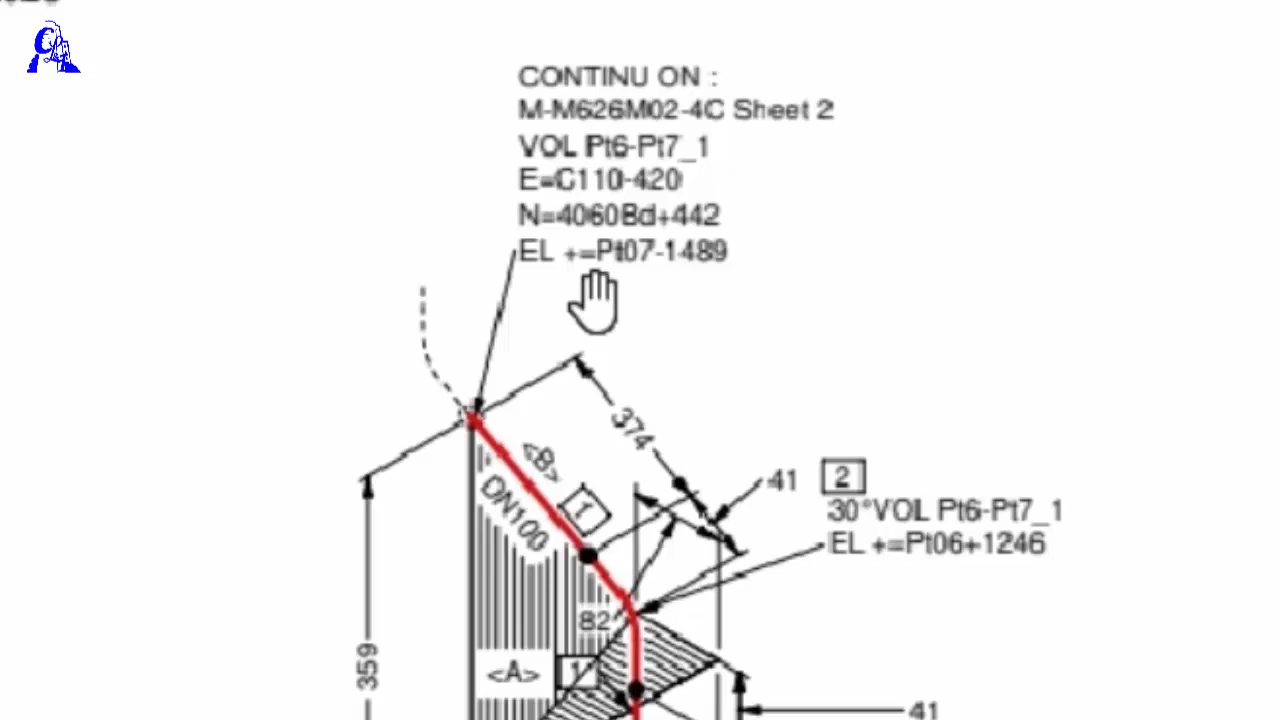 CONTINU ON :
M-M626M02-4C Sheet 2
VOL Pt6-Pt7_1
E=C110-420
N=4060Bd+442
EL +=Pt07-1489
374
<B>
41
2
1
DN100
30°VOL Pt6-Pt7_1
EL +=Pt06+1246
82
359
<A>
41